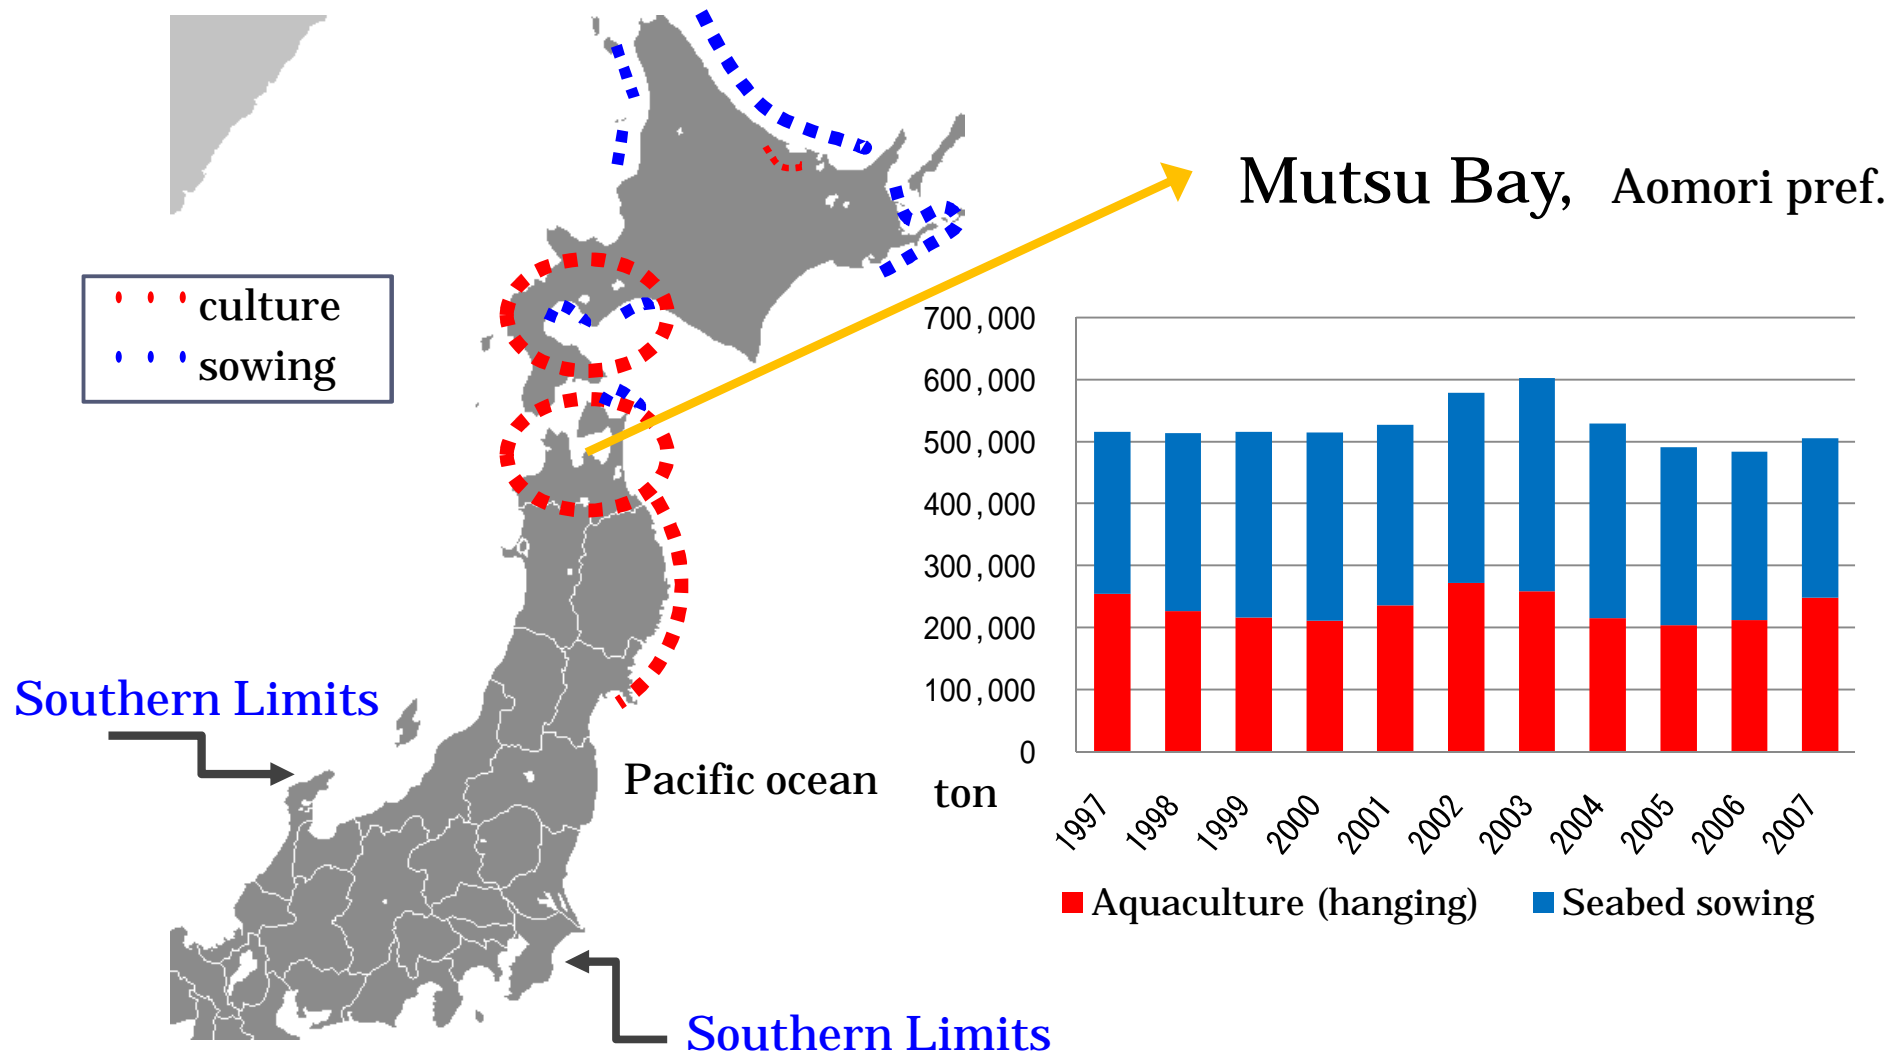 Mutsu Bay, Aomori pref.
culture
sowing
Southern Limits
Pacific ocean
Southern Limits
700,000
600,000
500,000
400,000
300,000
200,000
100,000
0
ton
1997 1998 1999 2000 2001 2002 2003 2004 2005 2006 2007
Aquaculture (hanging) Seabed sowing